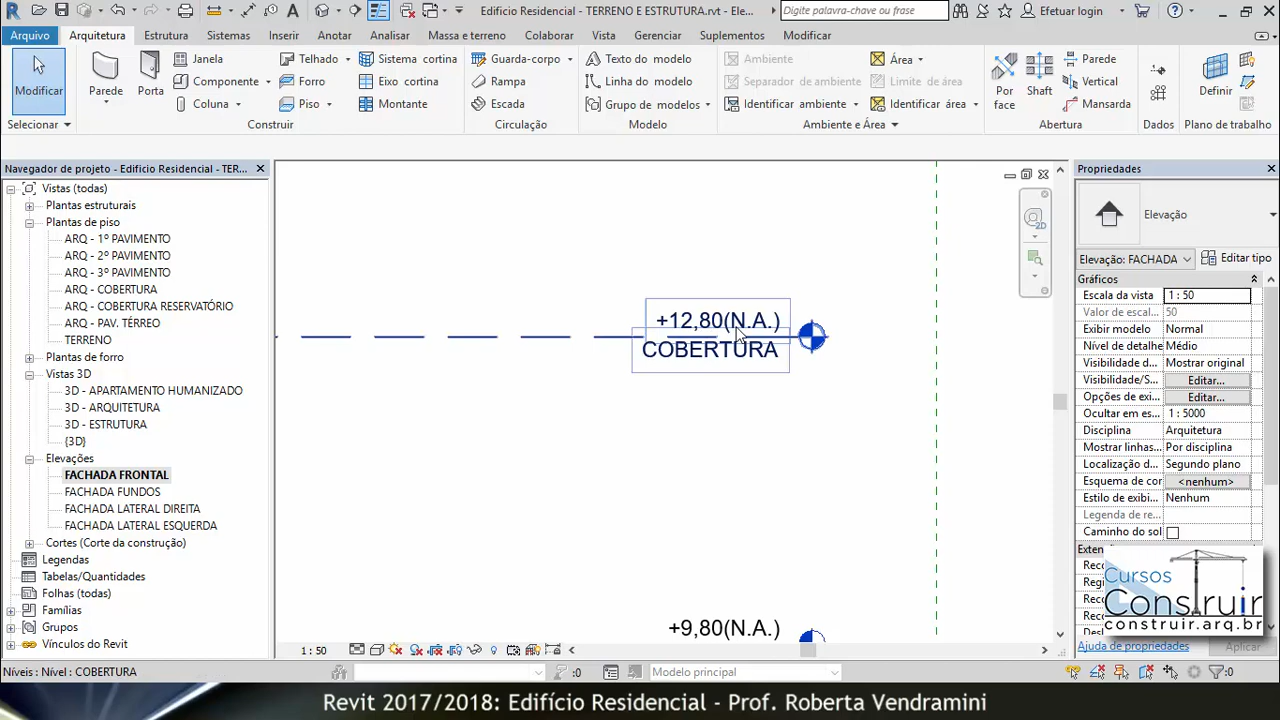 Edificio Residencial - TERRENO E ESTRUTURA.rvt - Ele...
Digite palavra-chave ou frase
Efetuar login
Arquivo
Arquitetura
Estrutura
Sistemas
Inserir
Anotar
Analisar
Massa e terreno
Colaborar
Vista
Gerenciar
Suplementos
Modificar
Modificar
Selecionar
Parede
Porta
Janela
Componente
Coluna
Telhado
Forro
Piso
Sistema cortina
Eixo cortina
Montante
Construir
Guarda-corpo
Rampa
Escada
Circulação
Texto do modelo
Linha do modelo
Grupo de modelos
Modelo
Ambiente
Separador de ambiente
Identificar ambiente
Área
Limite de área
Identificar área
Ambiente e Área
Por face
Shaft
Parede
Vertical
Mansarda
Abertura
Dados
Definir
Plano de trabalho
Navegador de projeto - Edificio Residencial - TER...
Vistas (todas)
Plantas estruturais
Plantas de piso
ARQ - 1º PAVIMENTO
ARQ - 2º PAVIMENTO
ARQ - 3º PAVIMENTO
ARQ - COBERTURA
ARQ - COBERTURA RESERVATÓRIO
ARQ - PAV. TÉRREO
TERRENO
Plantas de forro
Vistas 3D
3D - APARTAMENTO HUMANIZADO
3D - ARQUITETURA
3D - ESTRUTURA
{3D}
Elevações
FACHADA FRONTAL
FACHADA FUNDOS
FACHADA LATERAL DIREITA
FACHADA LATERAL ESQUERDA
Cortes (Corte da construção)
Legendas
Tabelas/Quantidades
Folhas (todas)
Famílias
Grupos
Vínculos do Revit
+12,80(N.A.)
COBERTURA
+9,80(N.A.)
2D
Propriedades
Elevação
Elevação: FACHADA
Editar tipo
Gráficos
Escala da vista 1 : 50
Valor de escal... 50
Exibir modelo Normal
Nível de detalhe Médio
Visibilidade d... Mostrar original
Visibilidade/S... Editar...
Opções de exi... Editar...
Ocultar em es... 1 : 5000
Disciplina Arquitetura
Mostrar linhas... Por disciplina
Localização d... Segundo plano
Esquema de cor <nenhum>
Estilo de exibi... Nenhum
Legenda de re...
Caminho do sol
Cursos
Construir
construir.arq.br
Ajuda de propriedades
Aplicar
1 : 50
Níveis : Nível : COBERTURA
:0
Modelo principal
:0
Revit 2017/2018: Edifício Residencial - Prof. Roberta Vendramini